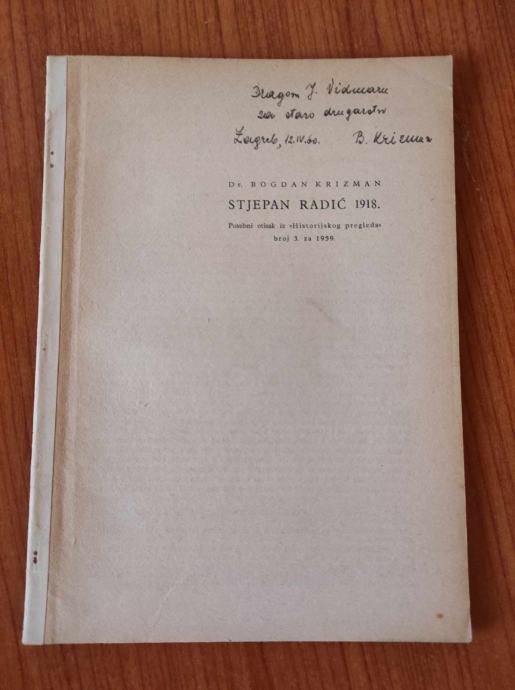 Dragom J. Vidmaru
za staro drugarstvo
Zagreb, 12.IV.60. B. Krizman
Dr. BOGDAN KRIZMAN
STJEPAN RADIĆ 1918.
Posebni otisak iz »Historijskog pregleda«
broj 3. za 1959.